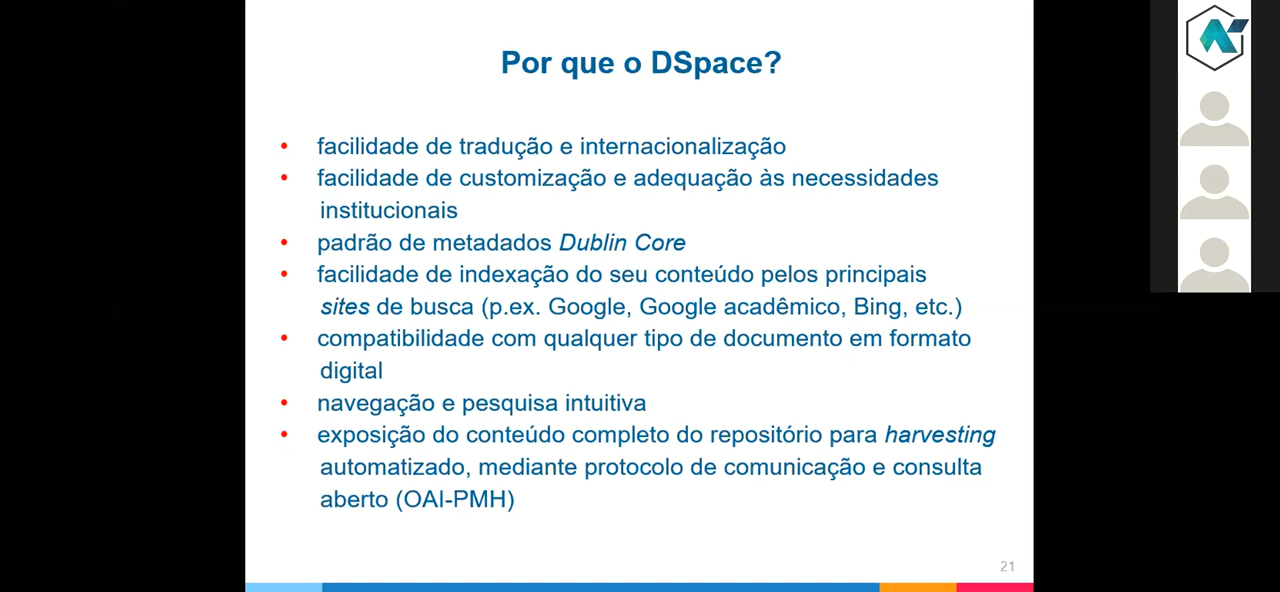 Por que o DSpace?
• facilidade de tradução e internacionalização
• facilidade de customização e adequação às necessidades
institucionais
• padrão de metadados Dublin Core
• facilidade de indexação do seu conteúdo pelos principais
sites de busca (p.ex. Google, Google acadêmico, Bing, etc.)
• compatibilidade com qualquer tipo de documento em formato
digital
• navegação e pesquisa intuitiva
• exposição do conteúdo completo do repositório para harvesting
automatizado, mediante protocolo de comunicação e consulta
aberto (OAI-PMH)
21